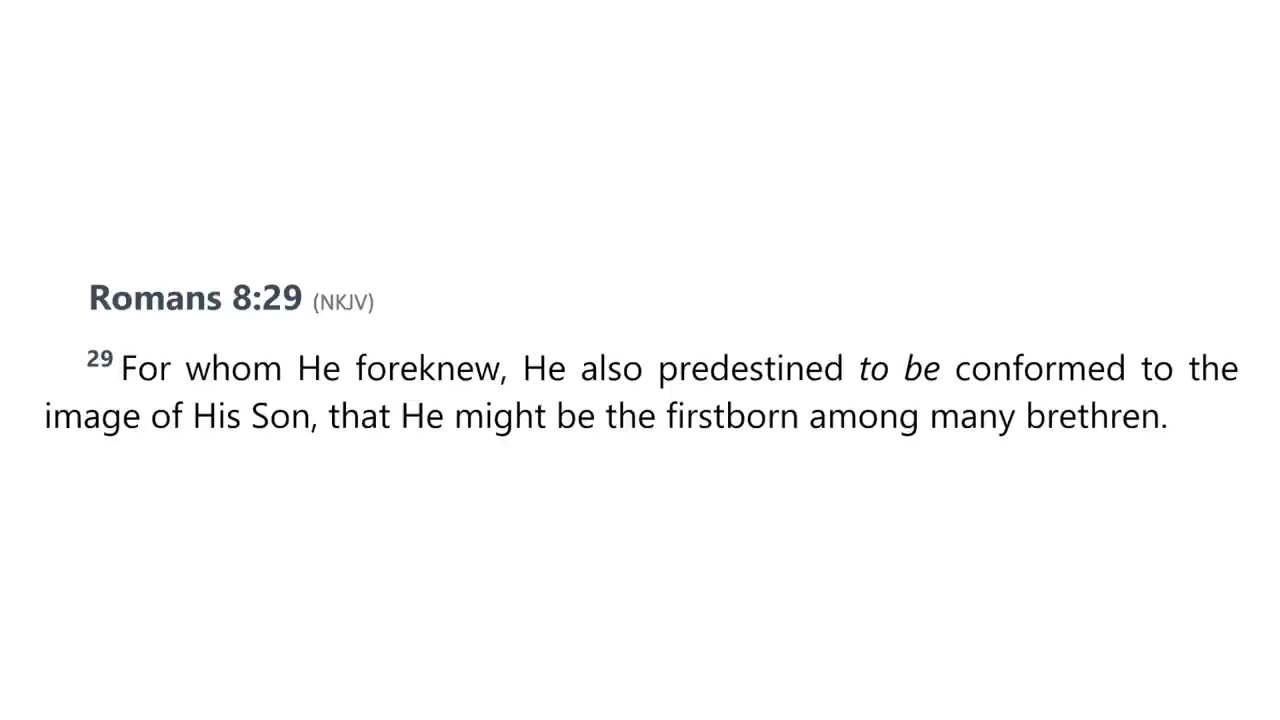 Romans 8:29 (NKJV)
29 For whom He foreknew, He also predestined to be conformed to the
image of His Son, that He might be the firstborn among many brethren.